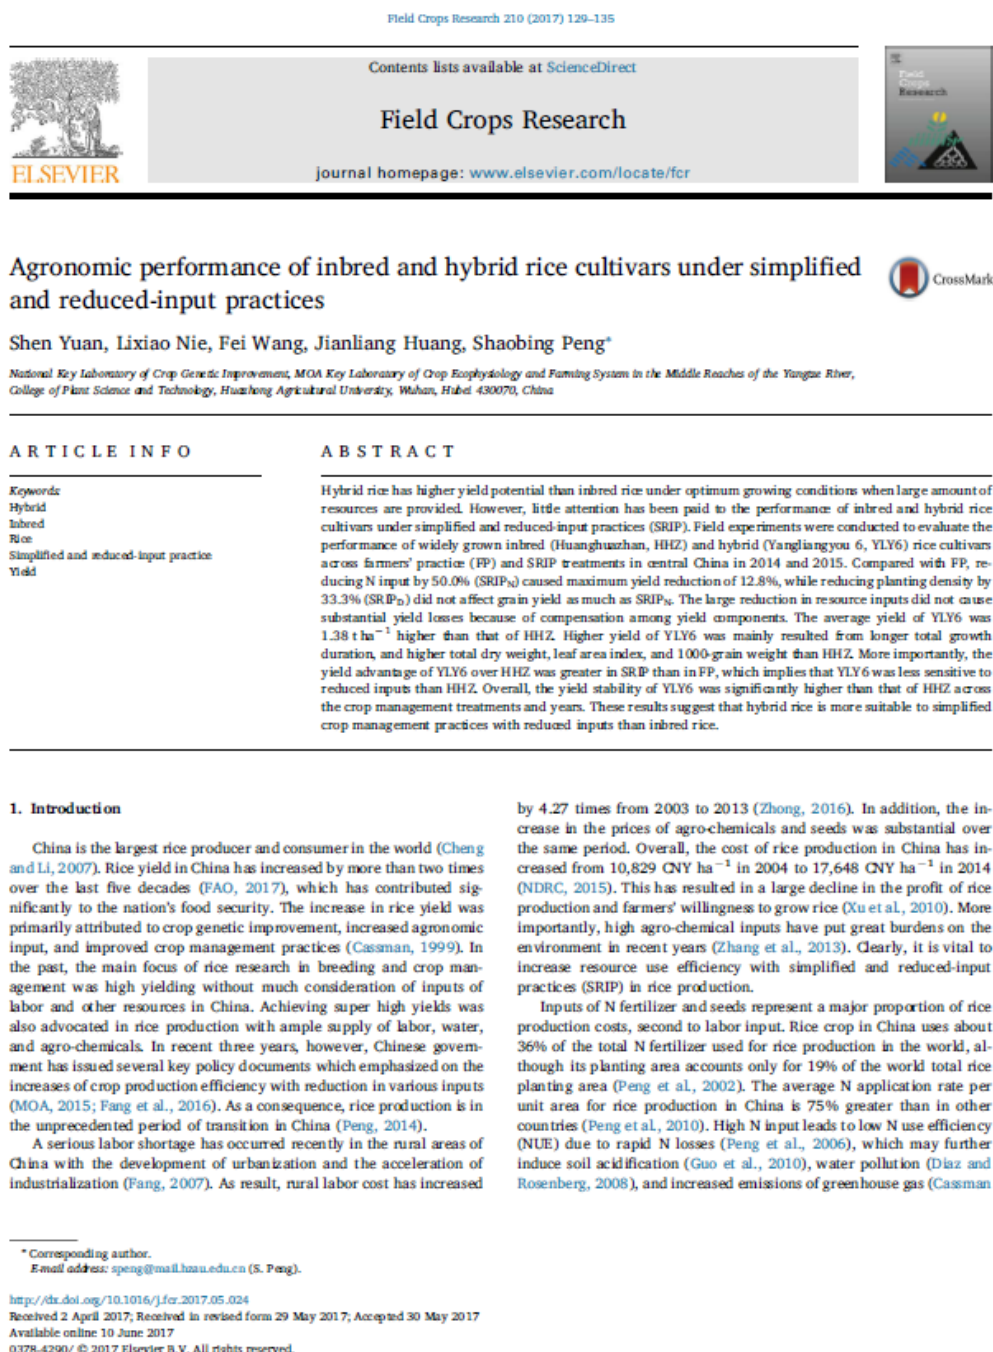 Field Crops Research 210 (2017) 129–135
Contents lists available at ScienceDirect
Field Crops Research
journal homepage: www.elsevier.com/locate/fcr
ELSEVIER
Field
Crops
Research
Agronomic performance of inbred and hybrid rice cultivars under simplified
and reduced-input practices
CrossMark
Shen Yuan, Lixiao Nie, Fei Wang, Jianliang Huang, Shaobing Peng*
National Key Laboratory of Crop Genetic Improvement, MOA Key Laboratory of Crop Ecophysiology and Farming System in the Middle Reaches of the Yangtze River,
College of Plant Science and Technology, Huazhong Agricultural University, Wuhan, Hubei 430070, China
ARTICLE INFO
Keywords:
Hybrid
Inbred
Rice
Simplified and reduced-input practice
Yield
ABSTRACT
Hybrid rice has higher yield potential than inbred rice under optimum growing conditions when large amount of
resources are provided. However, little attention has been paid to the performance of inbred and hybrid rice
cultivars under simplified and reduced-input practices (SRIP). Field experiments were conducted to evaluate the
performance of widely grown inbred (Huanghuazhan, HHZ) and hybrid (Yangliangyou 6, YLY6) rice cultivars
across farmers' practice (FP) and SRIP treatments in central China in 2014 and 2015. Compared with FP, re-
ducing N input by 50.0% (SRIPN) caused maximum yield reduction of 12.8%, while reducing planting density by
33.3% (SRIPD) did not affect grain yield as much as SRIPN. The large reduction in resource inputs did not cause
substantial yield losses because of compensation among yield components. The average yield of YLY6 was
1.38 t ha−1 higher than that of HHZ. Higher yield of YLY6 was mainly resulted from longer total growth
duration, and higher total dry weight, leaf area index, and 1000-grain weight than HHZ. More importantly, the
yield advantage of YLY6 over HHZ was greater in SRIP than in FP, which implies that YLY6 was less sensitive to
reduced inputs than HHZ. Overall, the yield stability of YLY6 was significantly higher than that of HHZ across
the crop management treatments and years. These results suggest that hybrid rice is more suitable to simplified
crop management practices with reduced inputs than inbred rice.
1. Introduction
China is the largest rice producer and consumer in the world (Cheng
and Li, 2007). Rice yield in China has increased by more than two times
over the last five decades (FAO, 2017), which has contributed sig-
nificantly to the nation's food security. The increase in rice yield was
primarily attributed to crop genetic improvement, increased agronomic
input, and improved crop management practices (Cassman, 1999). In
the past, the main focus of rice research in breeding and crop man-
agement was high yielding without much consideration of inputs of
labor and other resources in China. Achieving super high yields was
also advocated in rice production with ample supply of labor, water,
and agro-chemicals. In recent three years, however, Chinese govern-
ment has issued several key policy documents which emphasized on the
increases of crop production efficiency with reduction in various inputs
(MOA, 2015; Fang et al., 2016). As a consequence, rice production is in
the unprecedented period of transition in China (Peng, 2014).
A serious labor shortage has occurred recently in the rural areas of
China with the development of urbanization and the acceleration of
industrialization (Fang, 2007). As result, rural labor cost has increased
by 4.27 times from 2003 to 2013 (Zhong, 2016). In addition, the in-
crease in the prices of agro-chemicals and seeds was substantial over
the same period. Overall, the cost of rice production in China has in-
creased from 10,829 CNY ha−1 in 2004 to 17,648 CNY ha−1 in 2014
(NDRC, 2015). This has resulted in a large decline in the profit of rice
production and farmers' willingness to grow rice (Xu et al., 2010). More
importantly, high agro-chemical inputs have put great burdens on the
environment in recent years (Zhang et al., 2013). Clearly, it is vital to
increase resource use efficiency with simplified and reduced-input
practices (SRIP) in rice production.
Inputs of N fertilizer and seeds represent a major proportion of rice
production costs, second to labor input. Rice crop in China uses about
36% of the total N fertilizer used for rice production in the world, al-
though its planting area accounts only for 19% of the world total rice
planting area (Peng et al., 2002). The average N application rate per
unit area for rice production in China is 75% greater than in other
countries (Peng et al., 2010). High N input leads to low N use efficiency
(NUE) due to rapid N losses (Peng et al., 2006), which may further
induce soil acidification (Guo et al., 2010), water pollution (Diaz and
Rosenberg, 2008), and increased emissions of greenhouse gas (Cassman
* Corresponding author.
E-mail address: speng@mail.hzau.edu.cn (S. Peng).
http://dx.doi.org/10.1016/j.fcr.2017.05.024
Received 2 April 2017; Received in revised form 29 May 2017; Accepted 30 May 2017
Available online 10 June 2017
0378-4290/ © 2017 Elsevier B.V. All rights reserved.